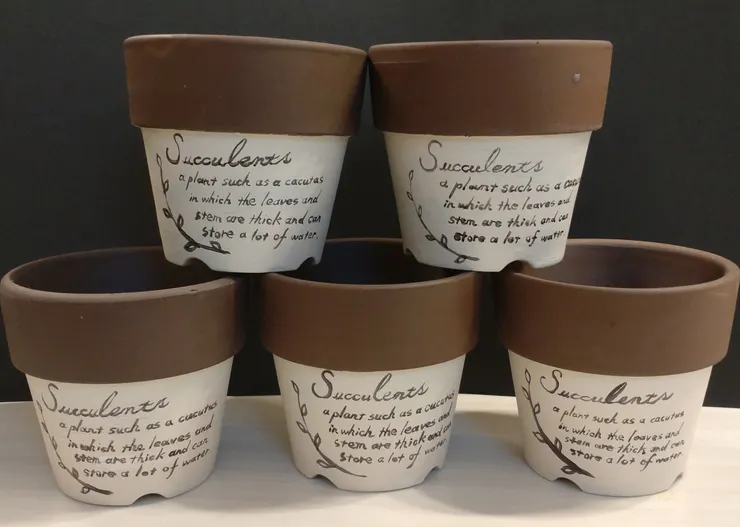 Succulents
a plant such as a cacutas
in which the leaves and
stem are thick and can
store a lot of water.
Succulents
a plant such as a
in which the leaves and
stem are thick and can
store a lot of water
Succulents
a plant such as a cacutas
in which the leaves and
stem are thick and can
store a lot of water
Succulents
a plant such as a cacutas
in which the leaves and
stem are thick and can
store a lot of water
Succulents
a plant such as a cacutas
in which the leaves and
stem are thick and can
store a lot of water